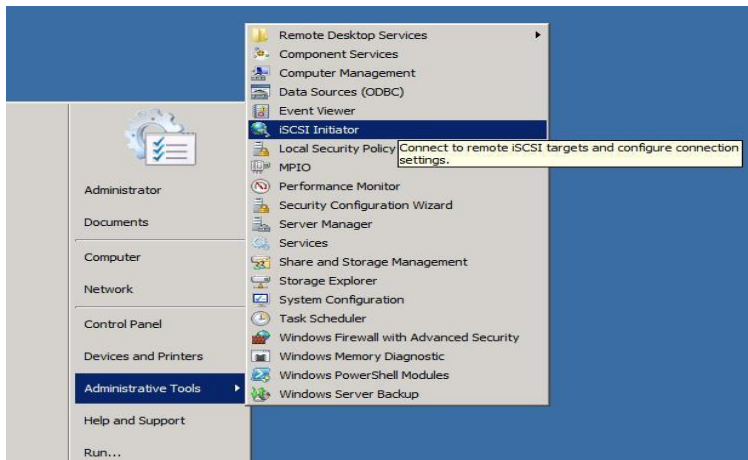 Administrator
Documents
Computer
Network
Control Panel
Devices and Printers
Administrative Tools
Help and Support
Run...
Remote Desktop Services
Component Services
Computer Management
Data Sources (ODBC)
Event Viewer
iSCSI Initiator
Local Security Policy
Connect to remote iSCSI targets and configure connection
settings.
MPIO
Performance Monitor
Security Configuration Wizard
Server Manager
Services
Share and Storage Management
Storage Explorer
System Configuration
Task Scheduler
Windows Firewall with Advanced Security
Windows Memory Diagnostic
Windows PowerShell Modules
Windows Server Backup